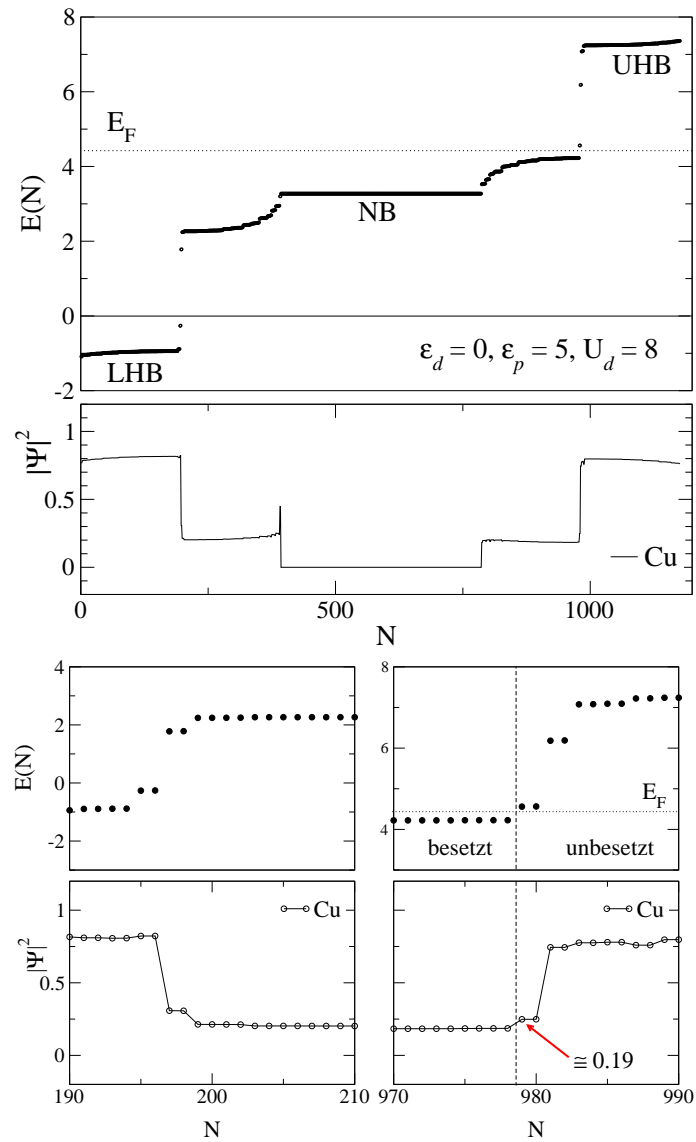 8
6
4
2
0
-2
E(N)
E_F
UHB
NB
LHB
ε_d = 0, ε_p = 5, U_d = 8
1
0.5
0
|Ψ|^2
Cu
0 500 1000
N
4
2
0
-2
E(N)
8
6
4
E_F
besetzt unbesetzt
1
0.5
0
|Ψ|^2
Cu
Cu
≅ 0.19
190 200 210
970 980 990
N
N